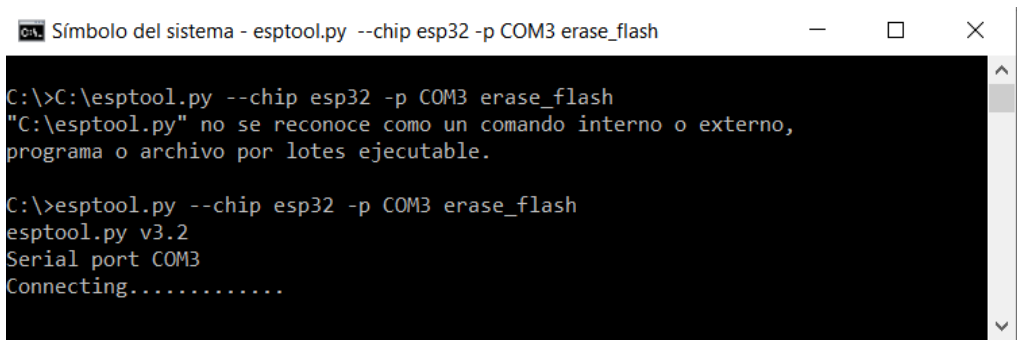 Símbolo del sistema - esptool.py --chip esp32 -p COM3 erase_flash
C:\>C:\esptool.py --chip esp32 -p COM3 erase_flash
"C:\esptool.py" no se reconoce como un comando interno o externo,
programa o archivo por lotes ejecutable.
C:\>esptool.py --chip esp32 -p COM3 erase_flash
esptool.py v3.2
Serial port COM3
Connecting.............